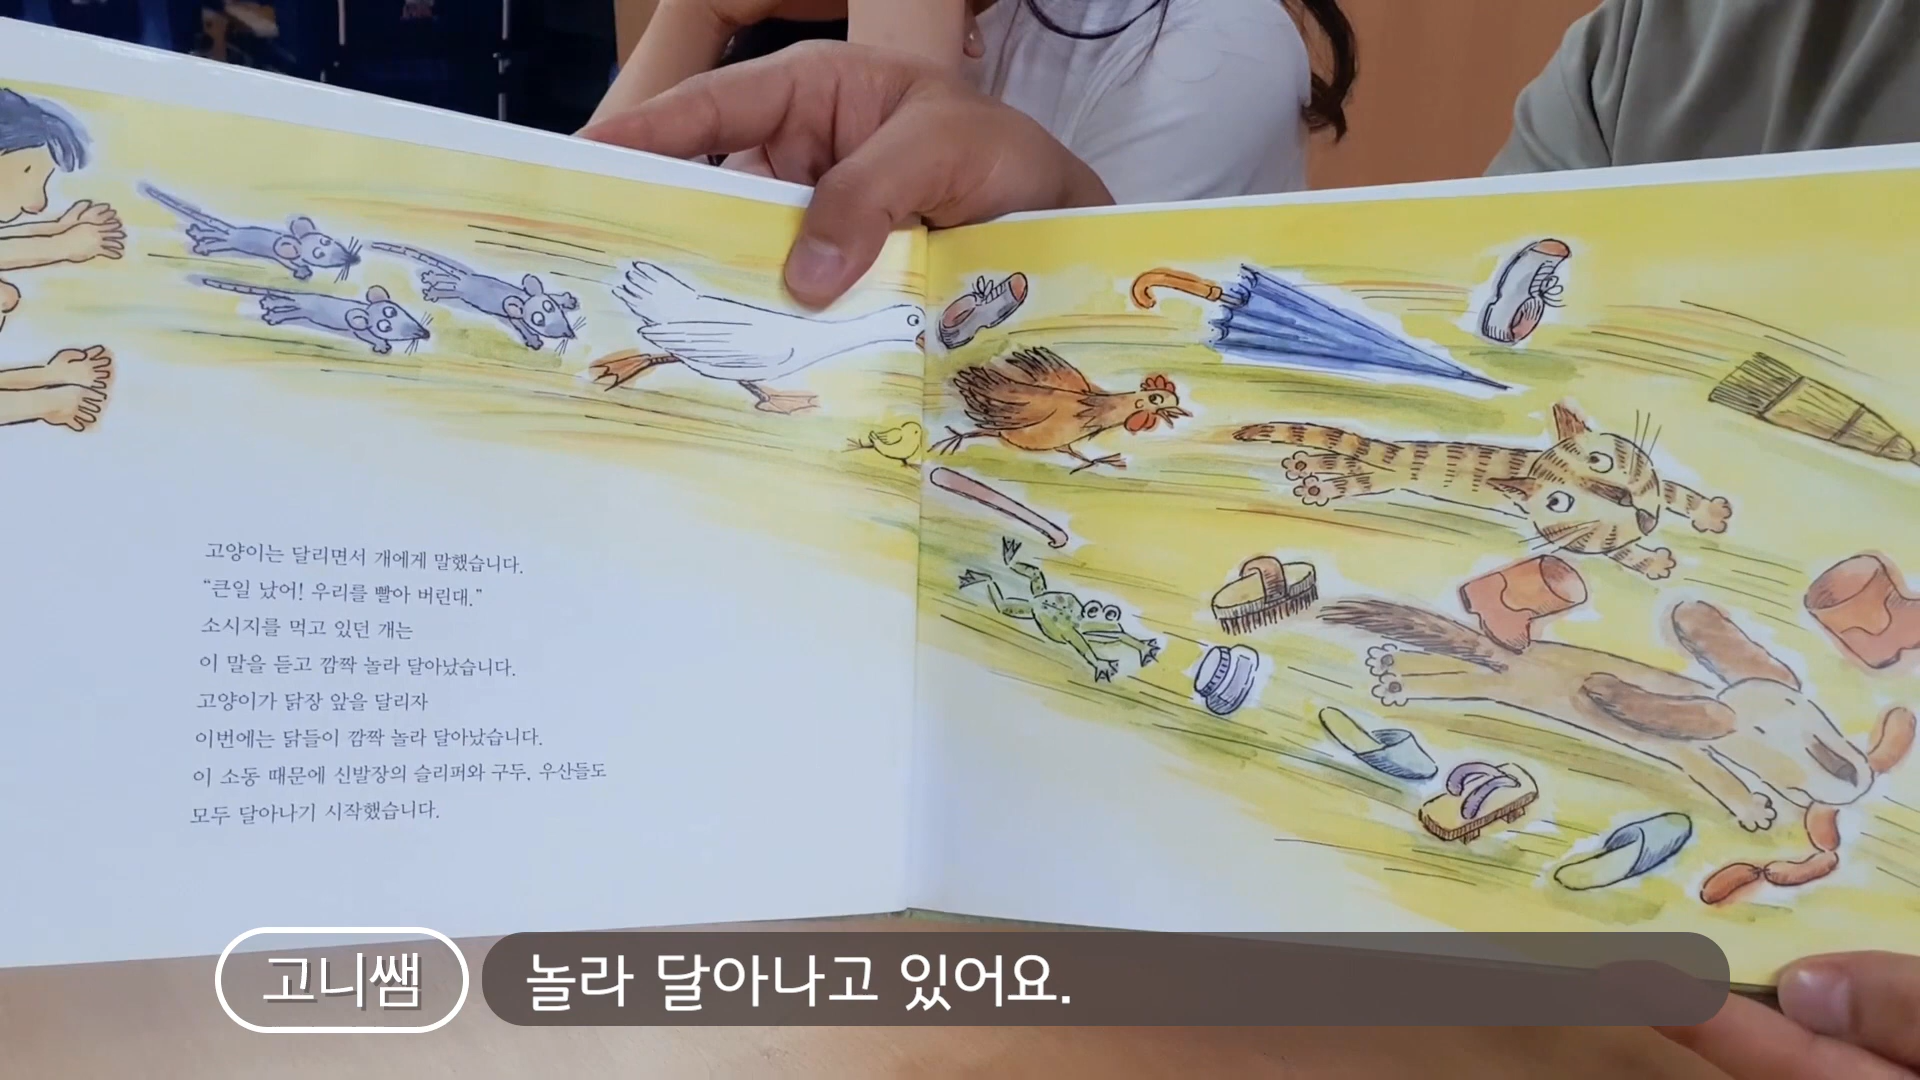 고양이는 달리면서 개에게 말했습니다.
“큰일 났어! 우리를 빨아 버린대.”
소시지를 먹고 있던 개는
이 말을 듣고 깜짝 놀라 달아났습니다.
고양이가 닭장 앞을 달리자
이번에는 닭들이 깜짝 놀라 달아났습니다.
이 소동 때문에 신발장의 슬리퍼와 구두, 우산들도
모두 달아나기 시작했습니다.
고니쌤
놀라 달아나고 있어요.